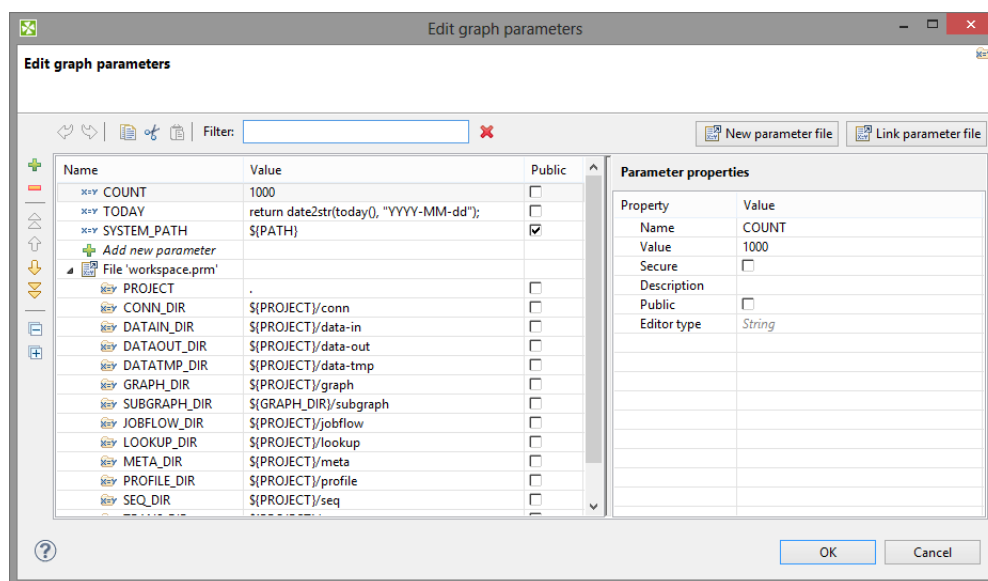 Edit graph parameters
Edit graph parameters
Filter:
New parameter file
Link parameter file
Name Value Public
x=y COUNT 1000
x=y TODAY return date2str(today(), "YYYY-MM-dd");
x=y SYSTEM_PATH ${PATH}
Add new parameter
File 'workspace.prm'
x=y PROJECT .
x=y CONN_DIR ${PROJECT}/conn
x=y DATAIN_DIR ${PROJECT}/data-in
x=y DATAOUT_DIR ${PROJECT}/data-out
x=y DATATMP_DIR ${PROJECT}/data-tmp
x=y GRAPH_DIR ${PROJECT}/graph
x=y SUBGRAPH_DIR ${GRAPH_DIR}/subgraph
x=y JOBFLOW_DIR ${PROJECT}/jobflow
x=y LOOKUP_DIR ${PROJECT}/lookup
x=y META_DIR ${PROJECT}/meta
x=y PROFILE_DIR ${PROJECT}/profile
x=y SEQ_DIR ${PROJECT}/seq
Parameter properties
Property Value
Name COUNT
Value 1000
Secure
Description
Public
Editor type String
OK
Cancel